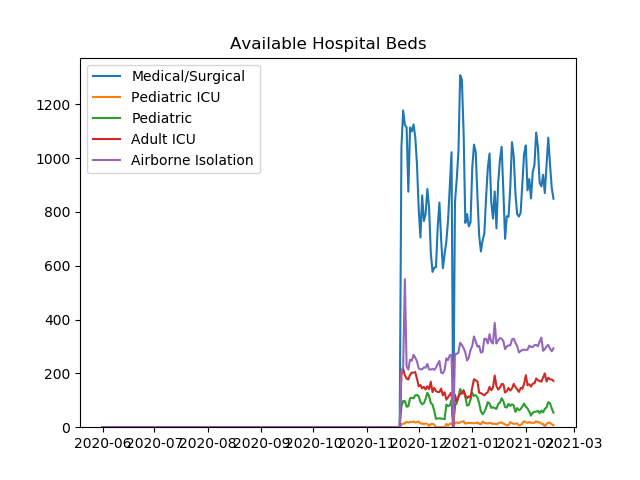 Available Hospital Beds
Medical/Surgical
Pediatric ICU
Pediatric
Adult ICU
Airborne Isolation
1200
1000
800
600
400
200
0
2020-06 2020-07 2020-08 2020-09 2020-10 2020-11 2020-12 2021-01 2021-02 2021-03